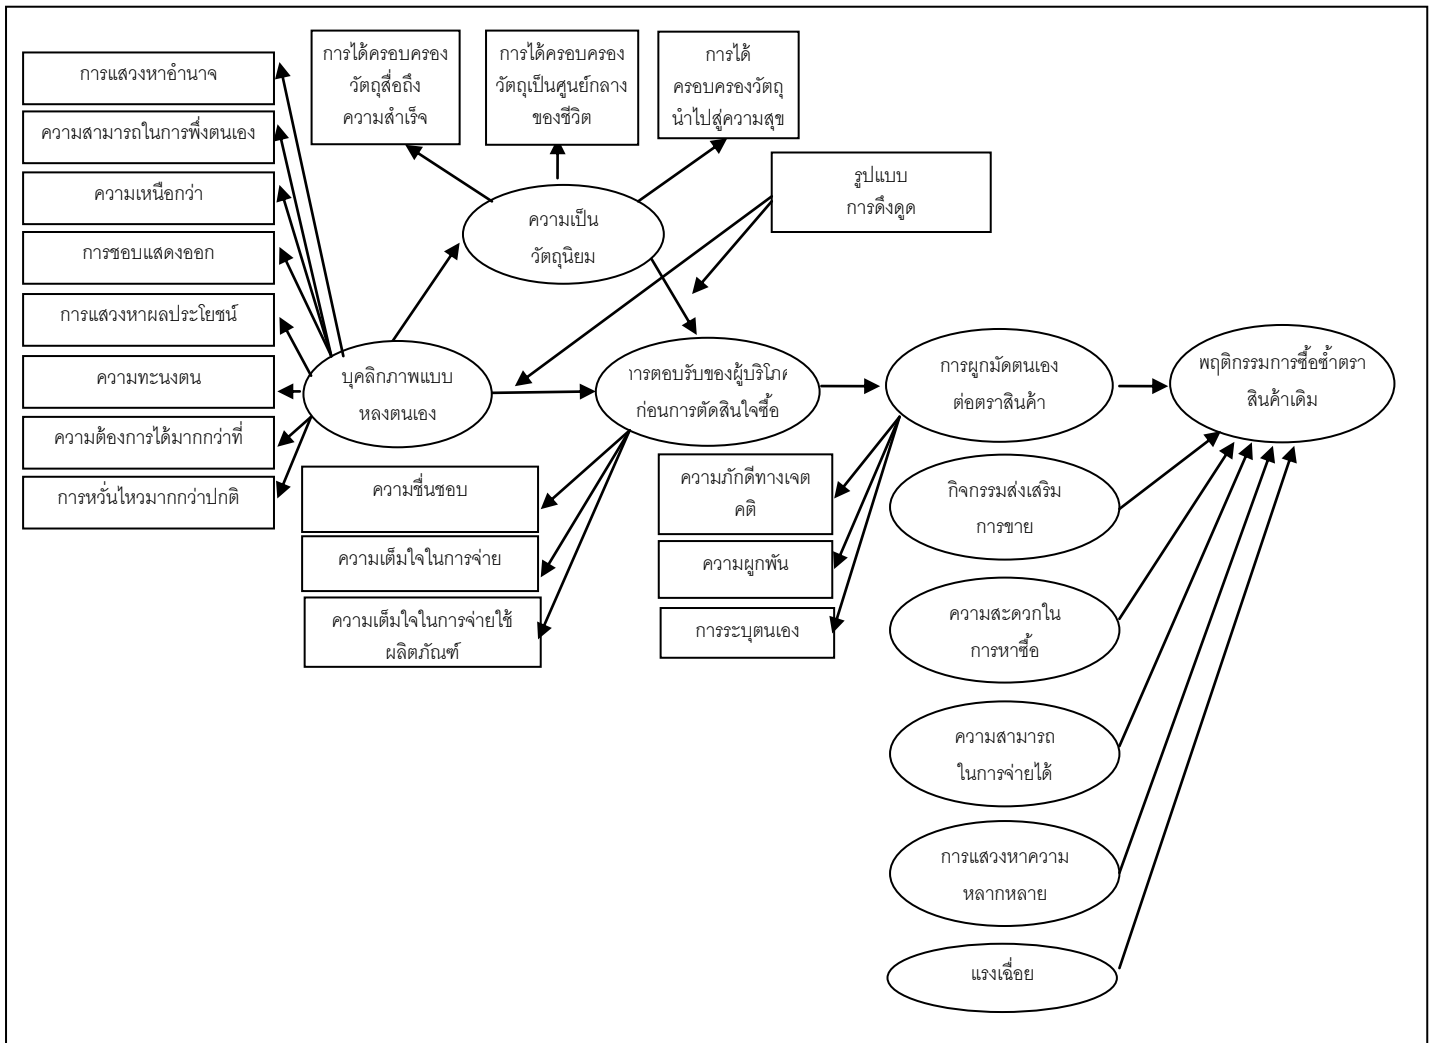 การแสวงหาอำนาจ
ความสามารถในการพึ่งตนเอง
ความเหนือกว่า
การชอบแสดงออก
การแสวงหาผลประโยชน์
ความทะนงตน
ความต้องการได้มากกว่าที่
การหวั่นไหวมากกว่าปกติ
การได้ครอบครอง
วัตถุสื่อถึง
ความสำเร็จ
การได้ครอบครอง
วัตถุเป็นศูนย์กลาง
ของชีวิต
การได้
ครอบครองวัตถุ
นำไปสู่ความสุข
รูปแบบ
การดึงดูด
ความเป็น
วัตถุนิยม
บุคลิกภาพแบบ
หลงตนเอง
การตอบรับของผู้บริโภค
ก่อนการตัดสินใจซื้อ
การผูกมัดตนเอง
ต่อตราสินค้า
พฤติกรรมการซื้อซ้ำตรา
สินค้าเดิม
ความชื่นชอบ
ความเต็มใจในการจ่าย
ความเต็มใจในการจ่ายใช้
ผลิตภัณฑ์
ความภักดีทางเจต
คติ
ความผูกพัน
การระบุตนเอง
กิจกรรมส่งเสริม
การขาย
ความสะดวกใน
การหาซื้อ
ความสามารถ
ในการจ่ายได้
การแสวงหาความ
หลากหลาย
แรงเฉื่อย